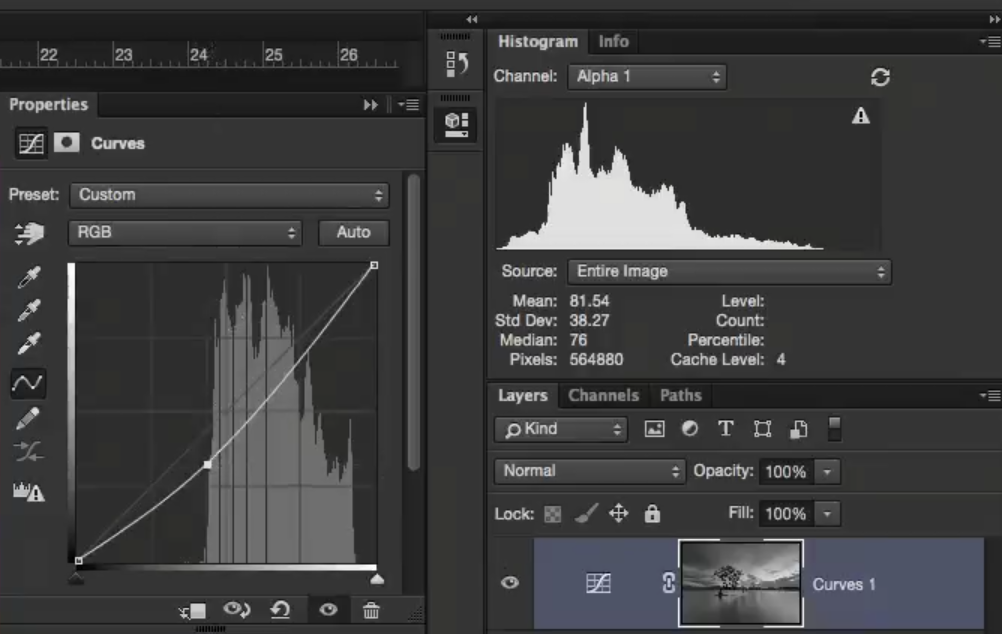 22 23 24 25 26
Properties
Curves
Preset: Custom
RGB Auto
Histogram Info
Channel: Alpha 1
Source: Entire Image
Mean: 81.54 Level:
Std Dev: 38.27 Count:
Median: 76 Percentile:
Pixels: 564880 Cache Level: 4
Layers Channels Paths
Kind T
Normal Opacity: 100%
Lock: Fill: 100%
Curves 1